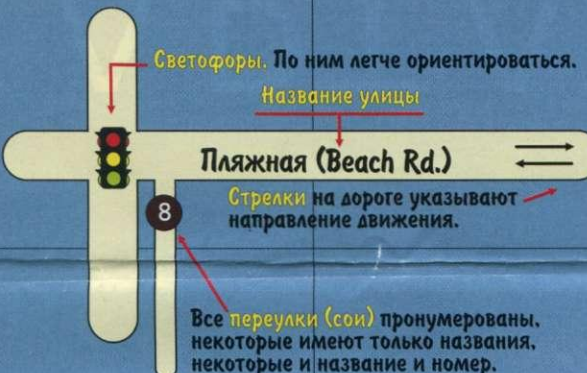 Светофоры. По ним легче ориентироваться.
Название улицы
Пляжная (Beach Rd.)
Стрелки на дороге указывают
направление движения.
8
Все переулки (сои) пронумерованы,
некоторые имеют только названия,
некоторые и название и номер.